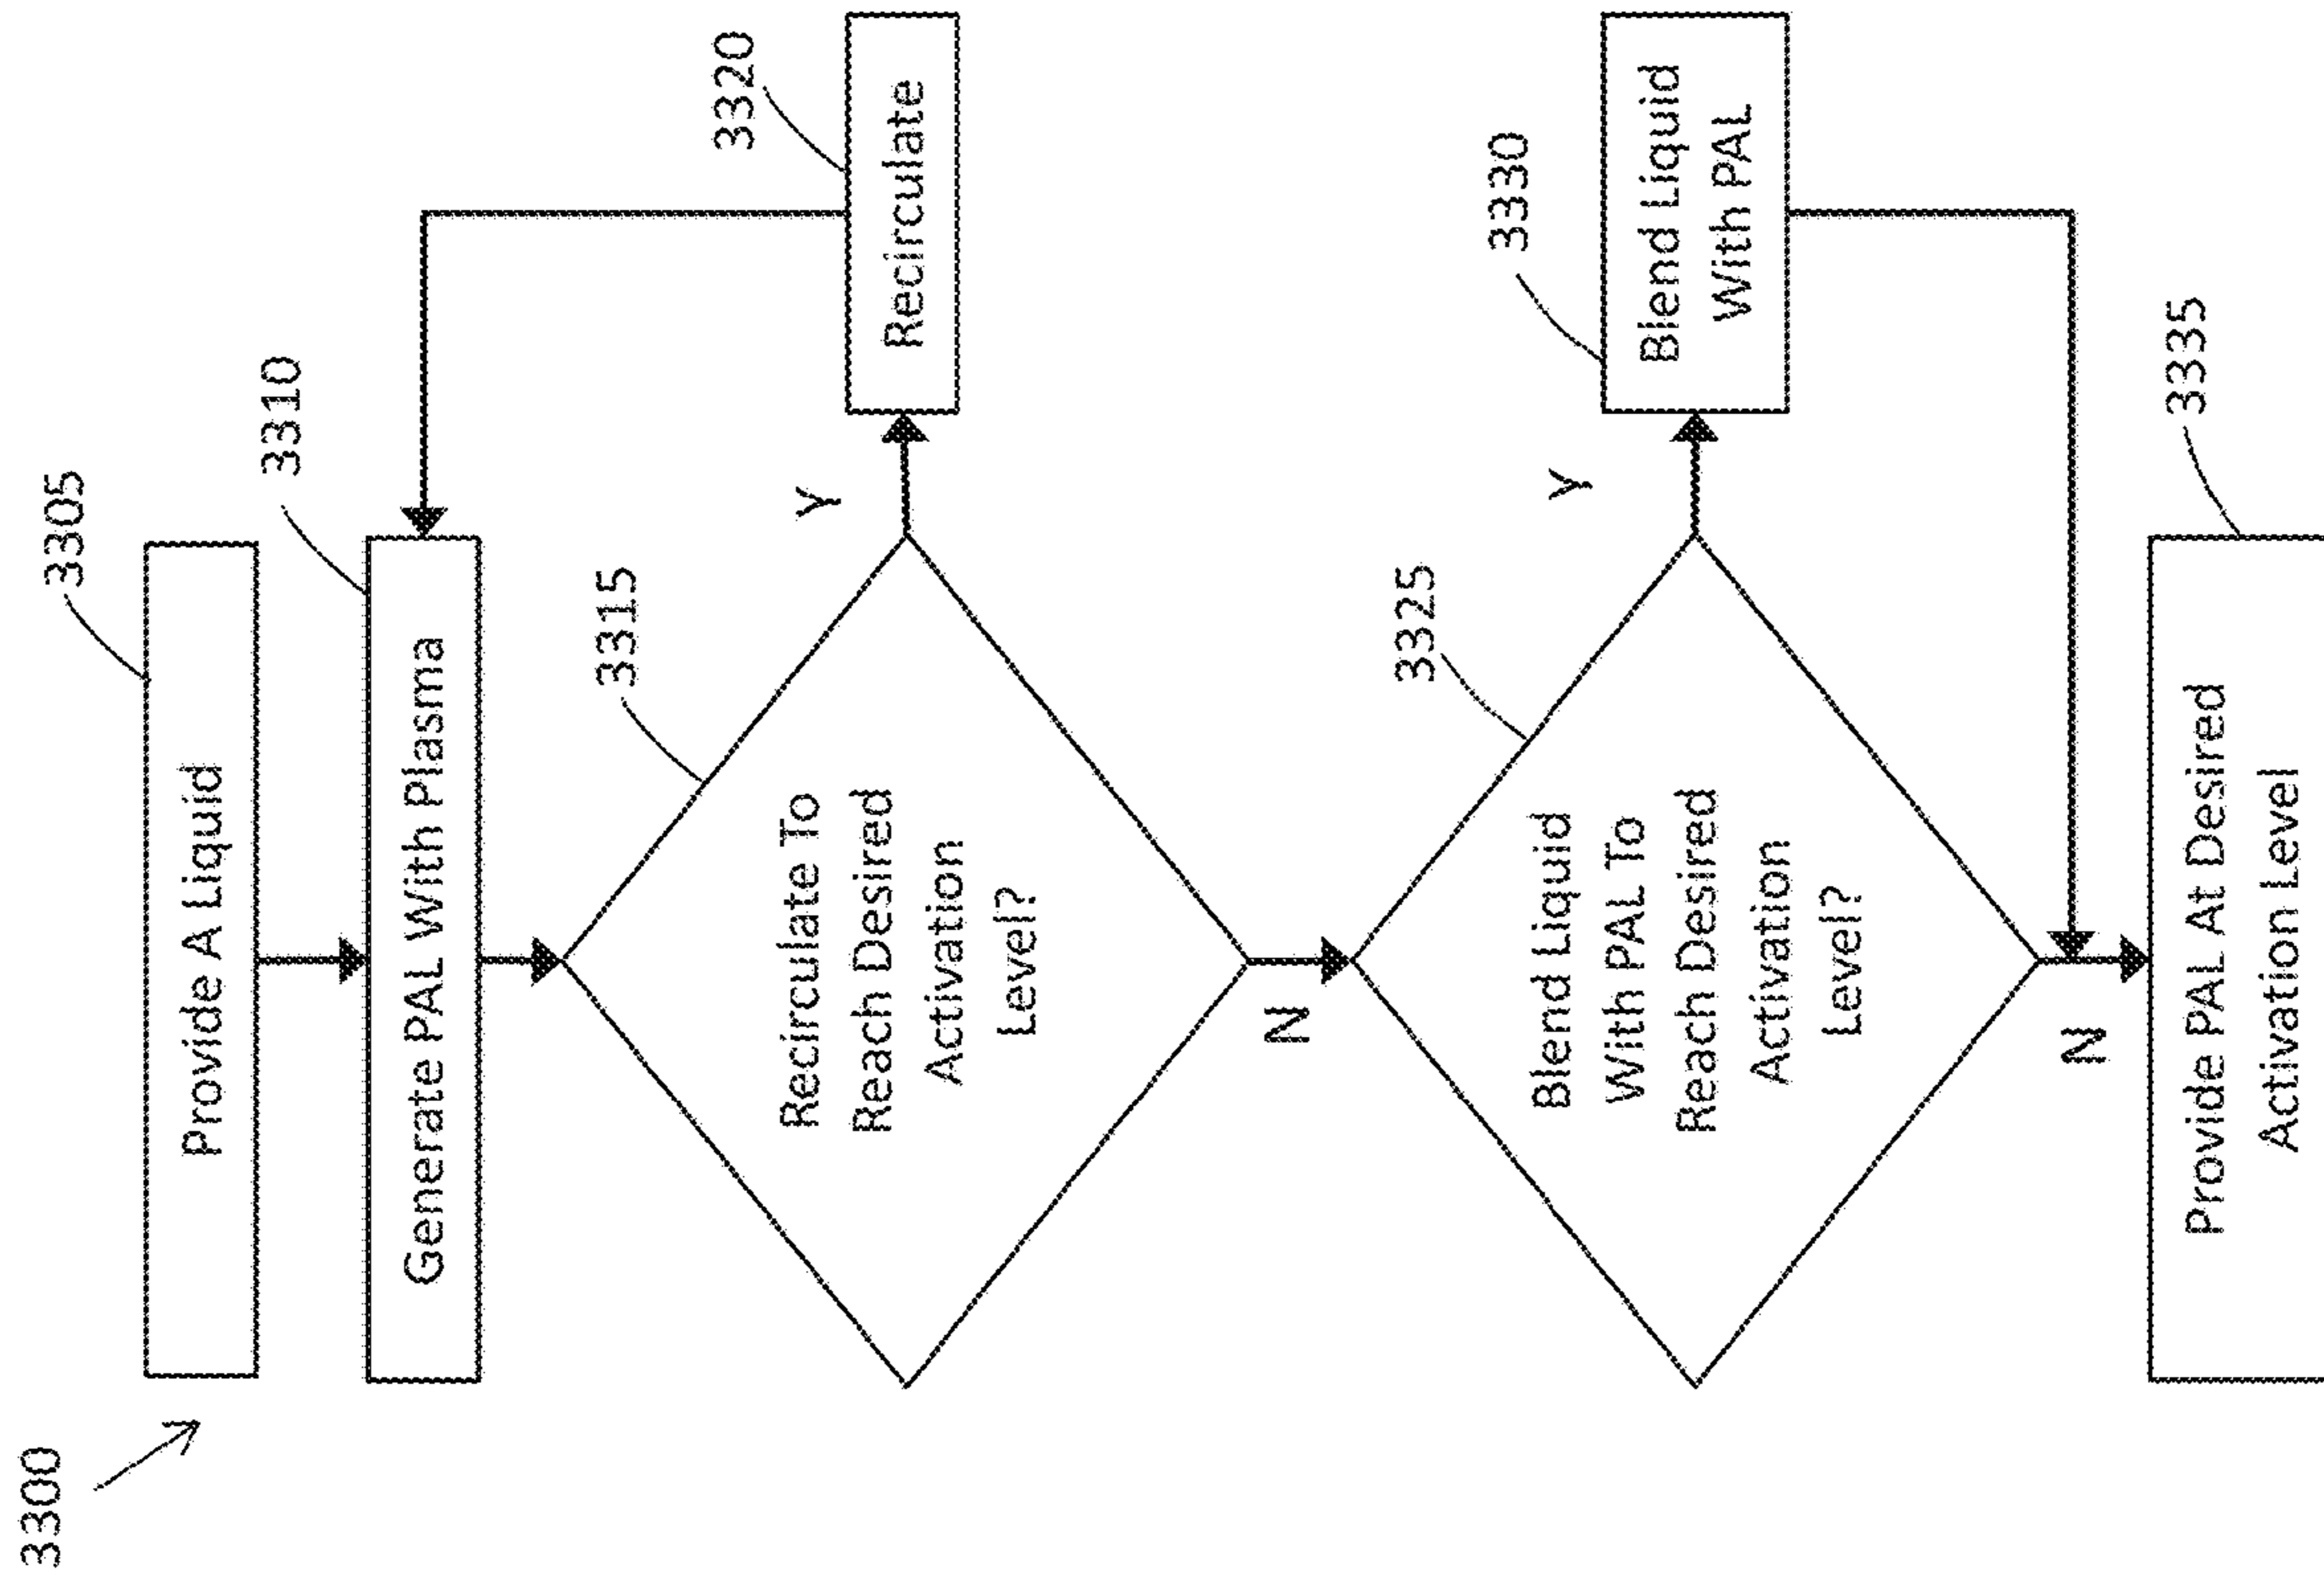 3300
3305
Provide A Liquid
3310
Generate PAL With Plasma
3315
Recirculate To
Reach Desired
Activation
Level?
Y
3320
Recirculate
N
3325
Blend Liquid
With PAL To
Reach Desired
Activation
Level?
Y
3330
Blend Liquid
With PAL
N
3335
Provide PAL At Desired
Activation Level